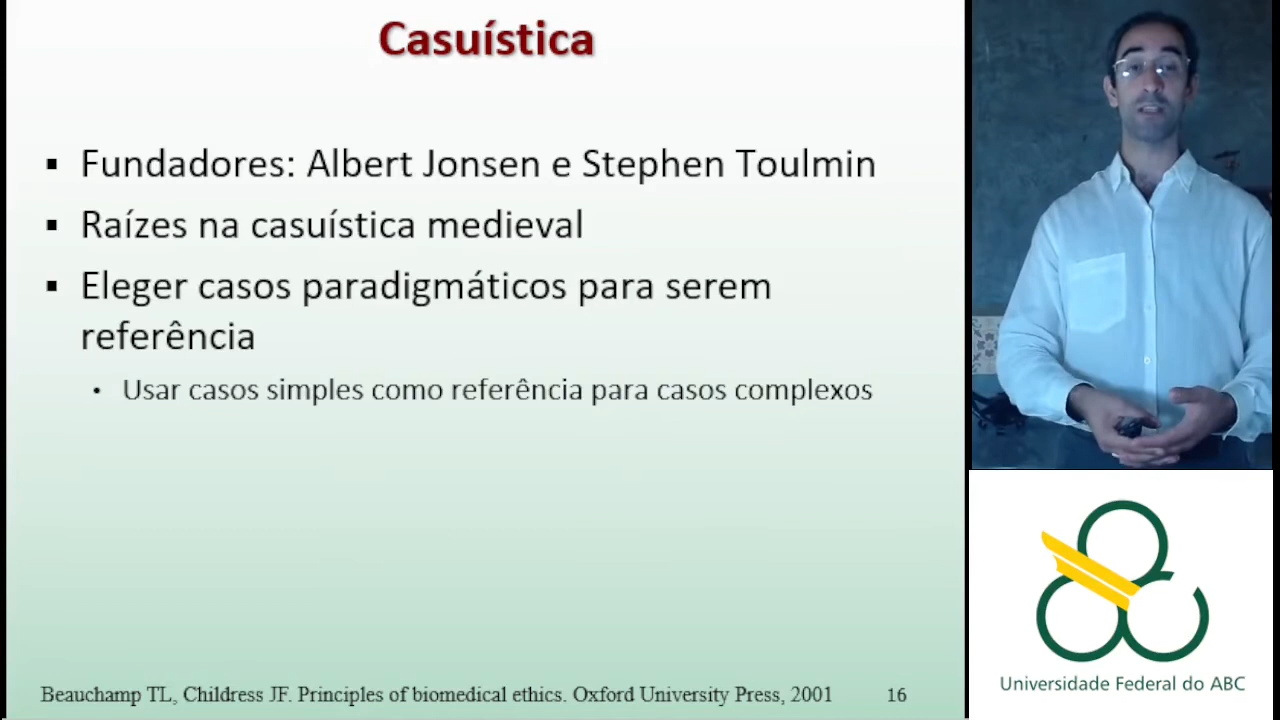 Casuística
▪ Fundadores: Albert Jonsen e Stephen Toulmin
▪ Raízes na casuística medieval
▪ Eleger casos paradigmáticos para serem
referência
• Usar casos simples como referência para casos complexos
Beauchamp TL, Childress JF. Principles of biomedical ethics. Oxford University Press, 2001 16
Universidade Federal do ABC